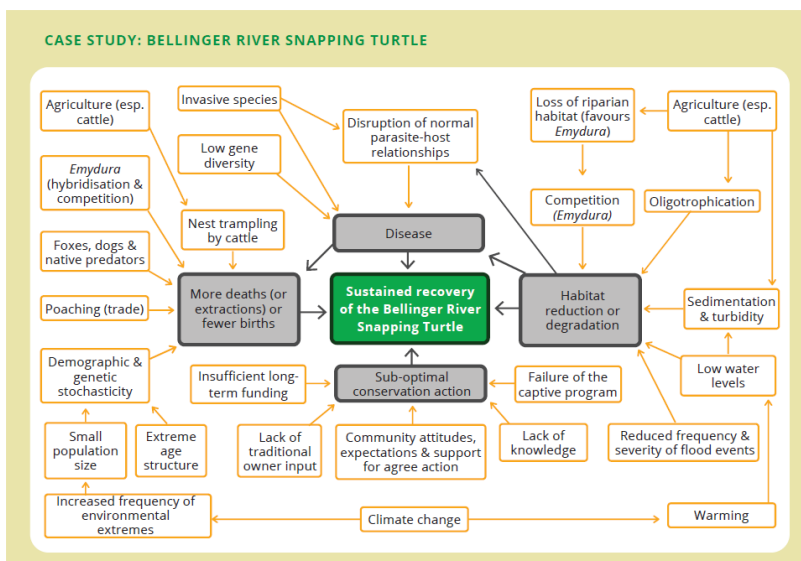 CASE STUDY: BELLINGER RIVER SNAPPING TURTLE
Agriculture (esp.
cattle)
Invasive species
Disruption of normal
parasite-host
relationships
Loss of riparian
habitat (favours
Emydura)
Agriculture (esp.
cattle)
Low gene
diversity
Emydura
(hybridisation &
competition)
Nest trampling
by cattle
Competition
(Emydura)
Oligotrophication
Foxes, dogs &
native predators
Disease
More deaths (or
extractions) or
fewer births
Sustained recovery
of the Bellinger River
Snapping Turtle
Habitat
reduction or
degradation
Poaching (trade)
Sedimentation
& turbidity
Demographic &
genetic
stochasticity
Insufficient long-
term funding
Sub-optimal
conservation action
Failure of the
captive program
Low water
levels
Small
population
size
Extreme
age
structure
Lack of
traditional
owner input
Community attitudes,
expectations & support
for agree action
Lack of
knowledge
Reduced frequency &
severity of flood events
Increased frequency of
environmental
extremes
Climate change
Warming